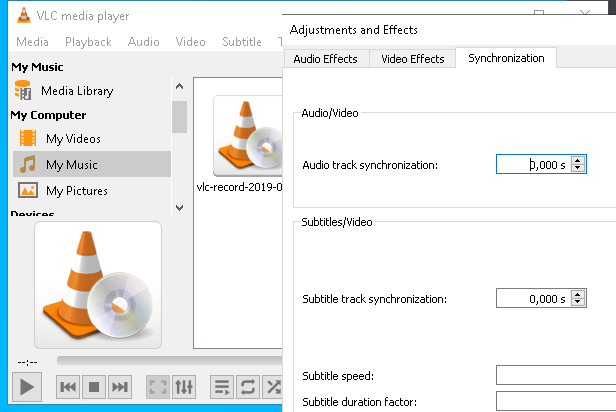 VLC media player
Media Playback Audio Video Subtitle
My Music
Media Library
My Computer
My Videos
My Music
My Pictures
Devices
vlc-record-2019-0
--:--
Adjustments and Effects
Audio Effects Video Effects Synchronization
Audio/Video
Audio track synchronization: 0,000 s
Subtitles/Video
Subtitle track synchronization: 0,000 s
Subtitle speed:
Subtitle duration factor: